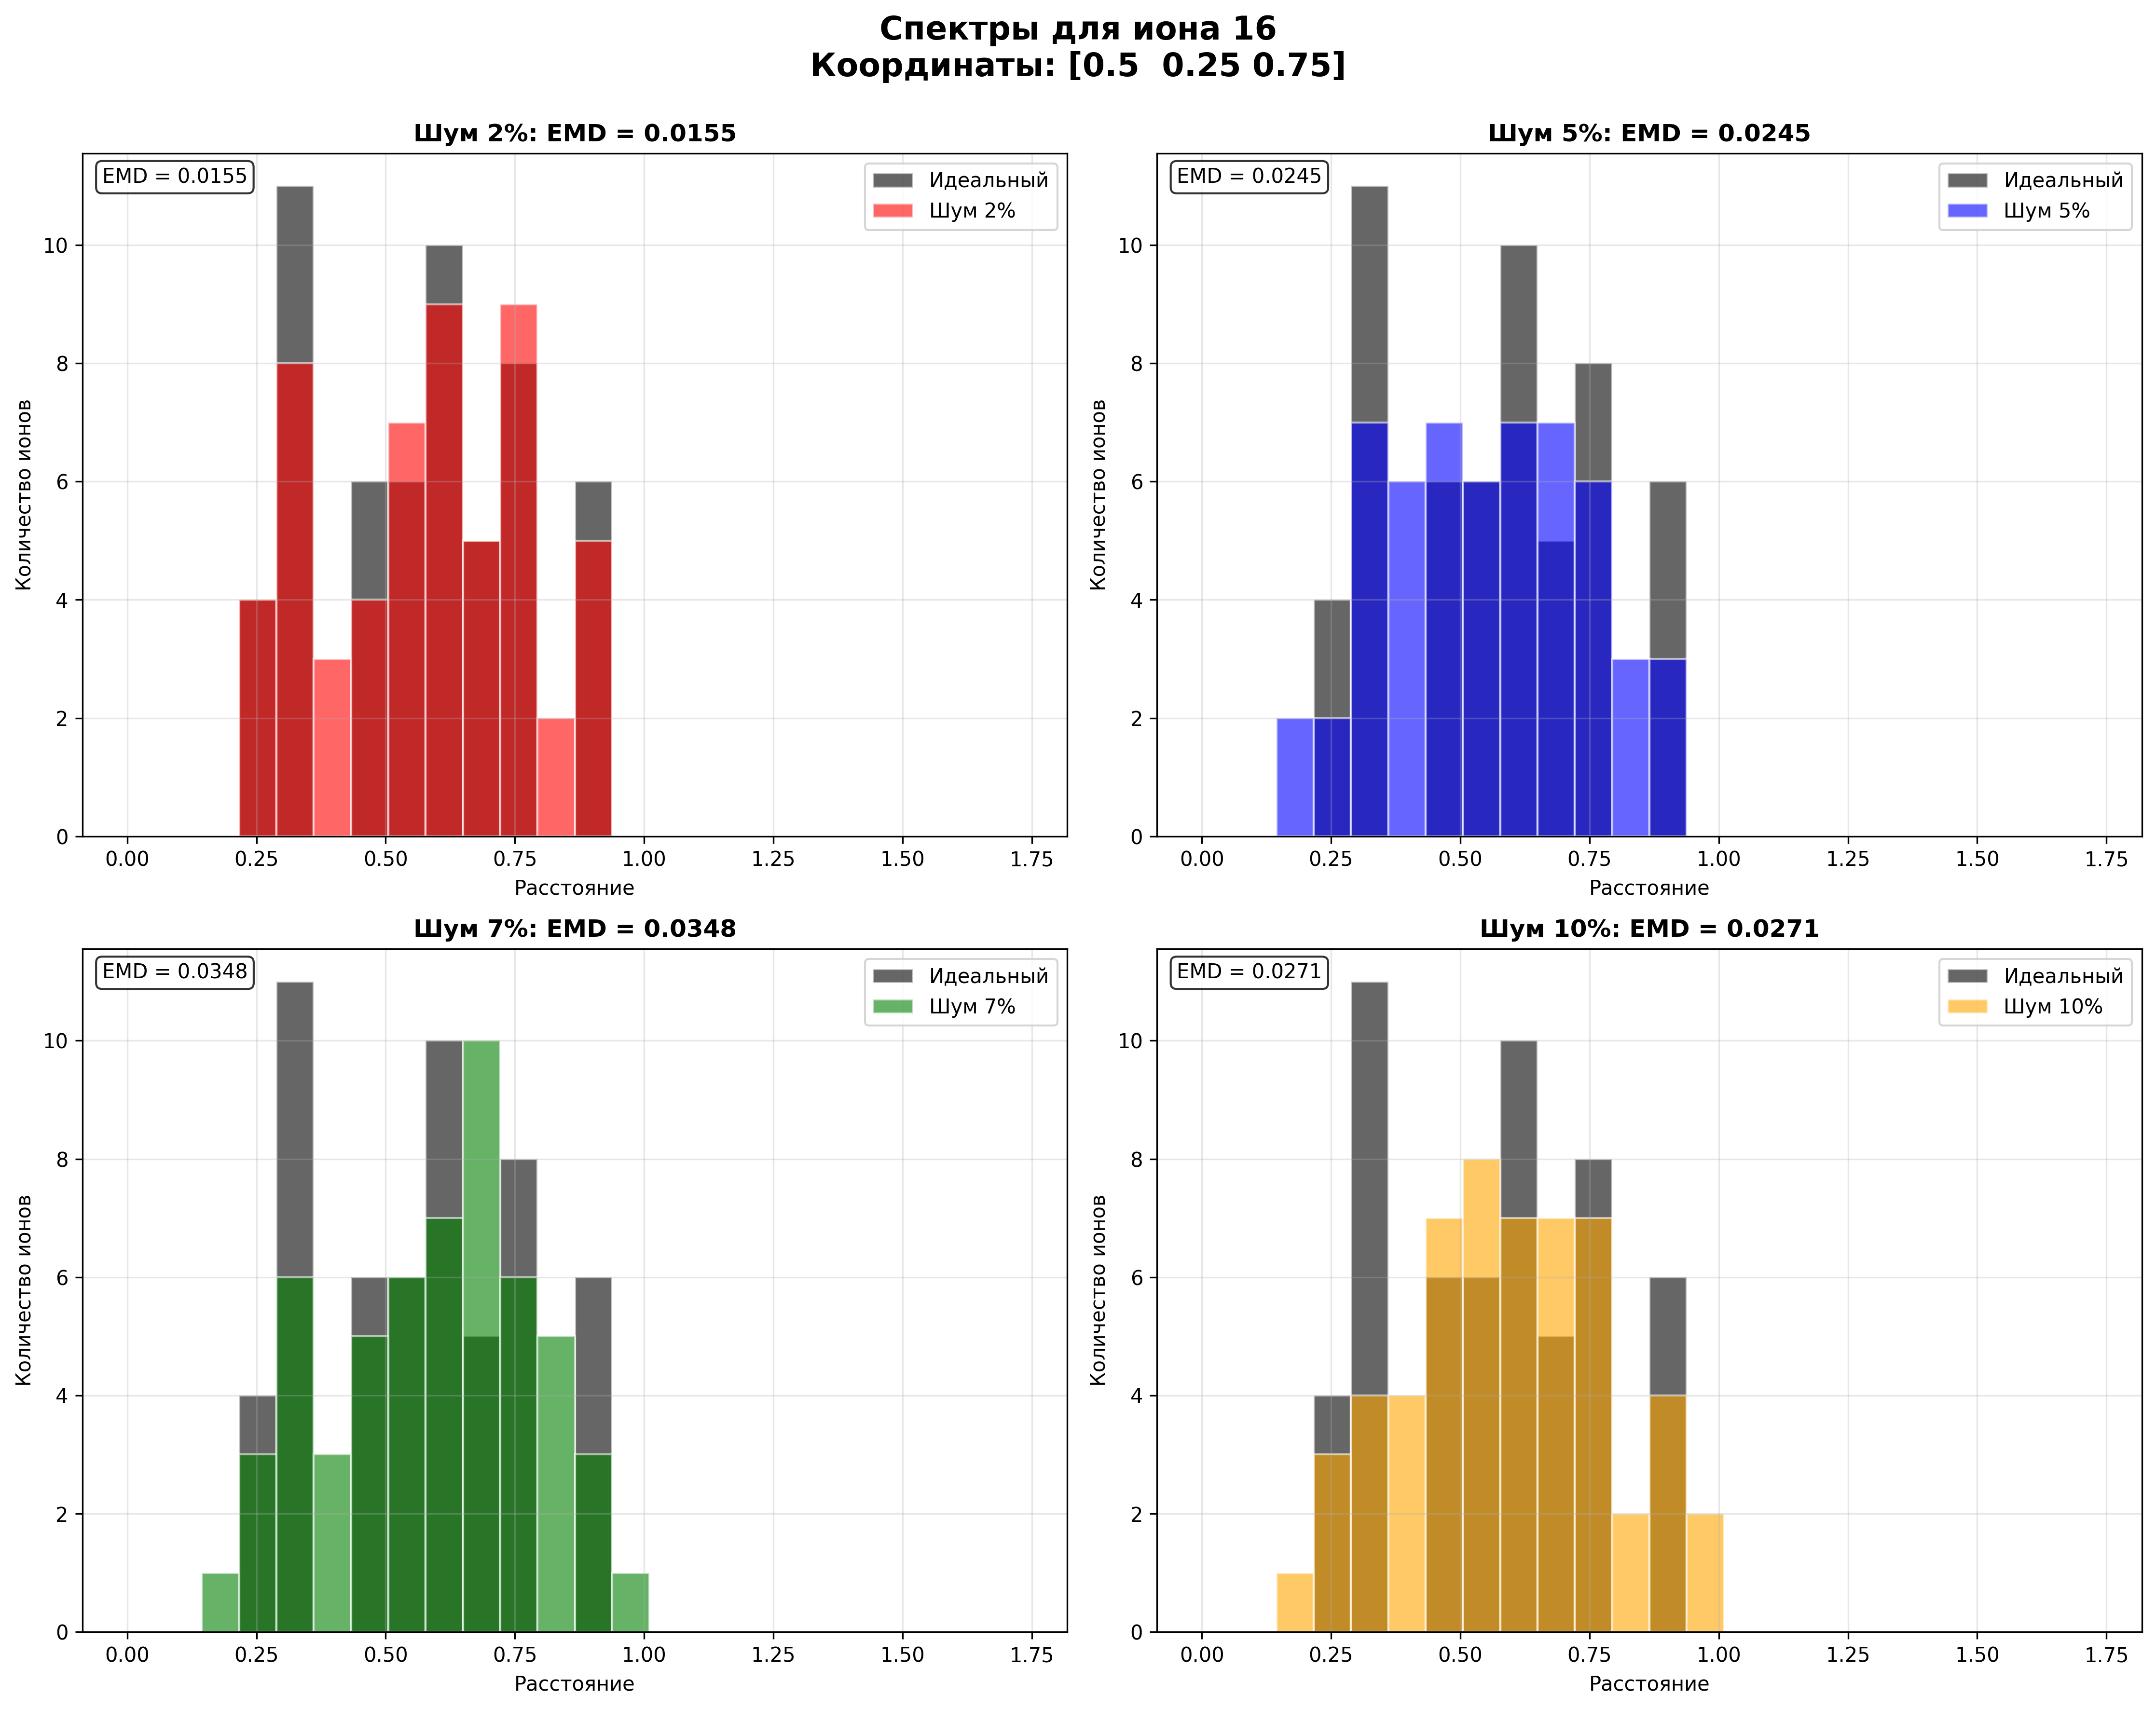 Спектры для иона 16
Координаты: [0.5  0.25 0.75]
Шум 2%: EMD = 0.0155
EMD = 0.0155
Идеальный
Шум 2%
Количество ионов
10
8
6
4
2
0
0.00 0.25 0.50 0.75 1.00 1.25 1.50 1.75
Расстояние
Шум 5%: EMD = 0.0245
EMD = 0.0245
Идеальный
Шум 5%
Количество ионов
10
8
6
4
2
0
0.00 0.25 0.50 0.75 1.00 1.25 1.50 1.75
Расстояние
Шум 7%: EMD = 0.0348
EMD = 0.0348
Идеальный
Шум 7%
Количество ионов
10
8
6
4
2
0
0.00 0.25 0.50 0.75 1.00 1.25 1.50 1.75
Расстояние
Шум 10%: EMD = 0.0271
EMD = 0.0271
Идеальный
Шум 10%
Количество ионов
10
8
6
4
2
0
0.00 0.25 0.50 0.75 1.00 1.25 1.50 1.75
Расстояние